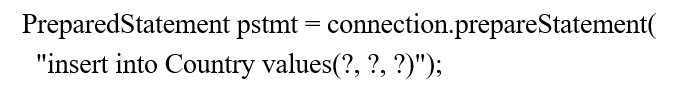 PreparedStatement pstmt = connection.prepareStatement(
"insert into Country values(?, ?, ?)");